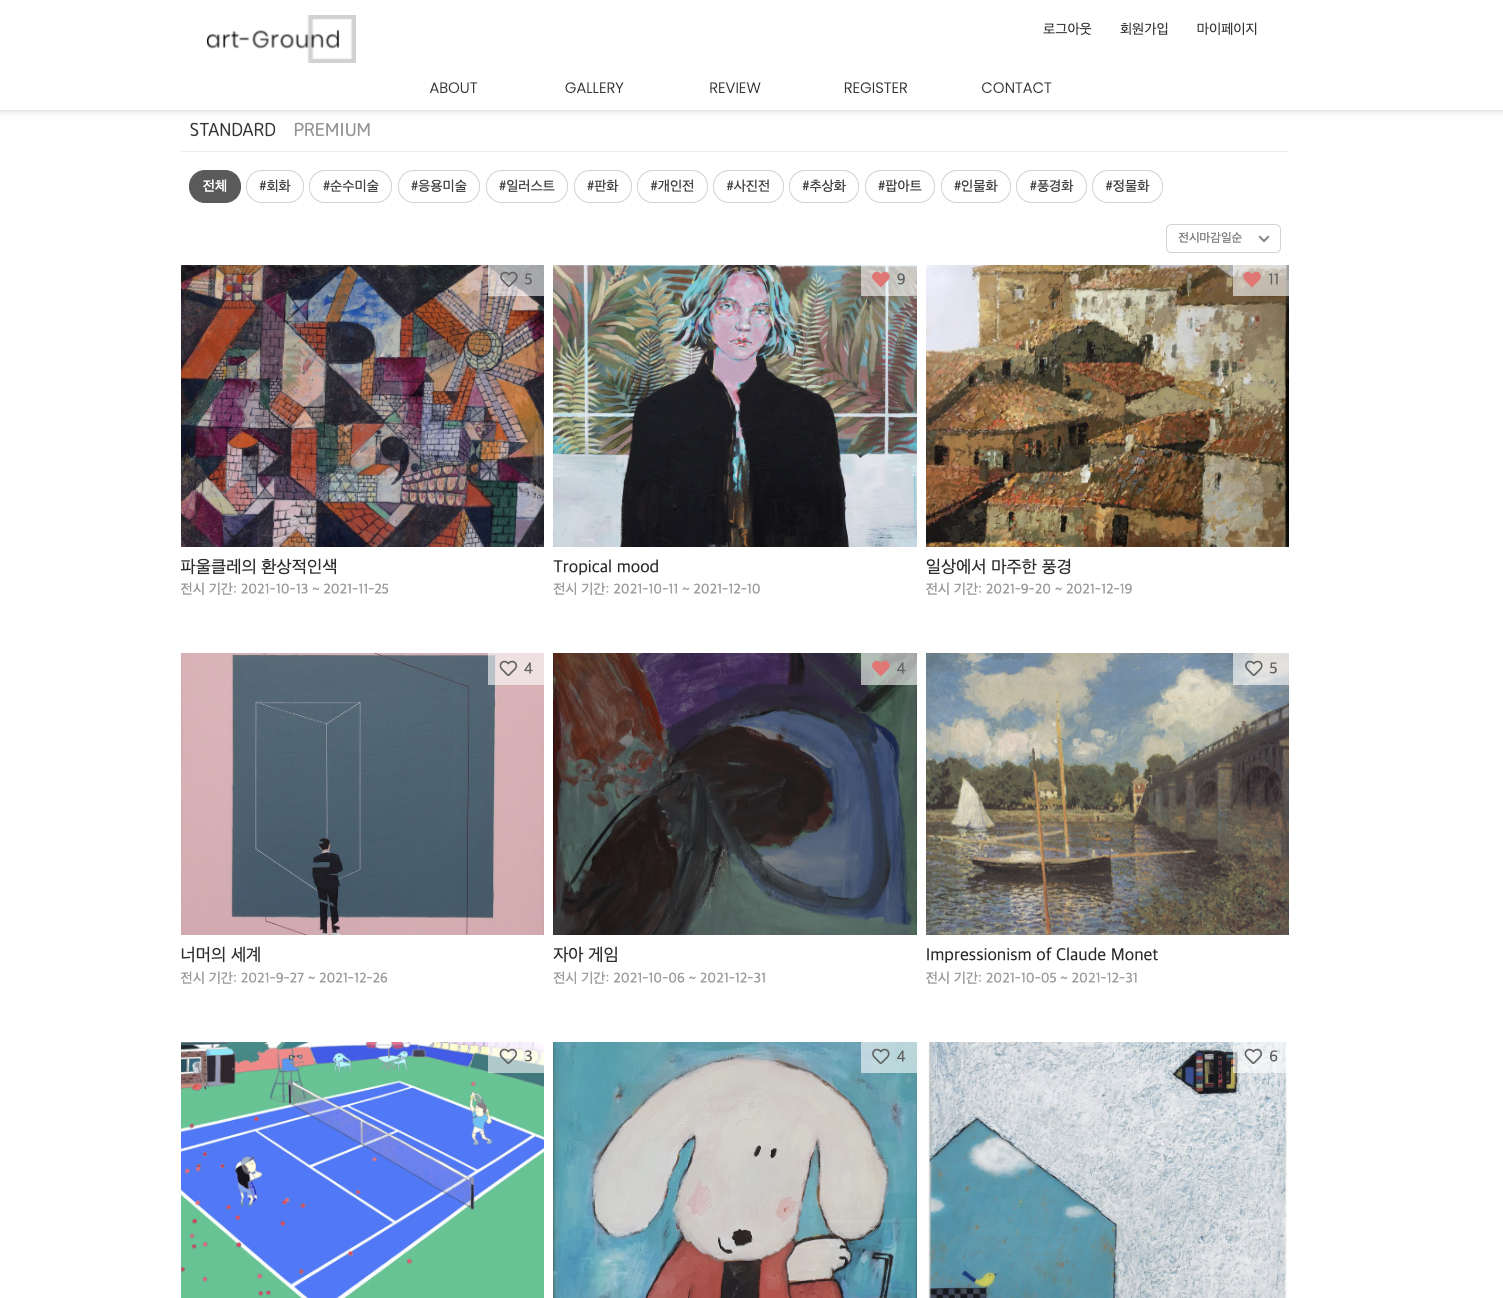 art-Ground
로그아웃 회원가입 마이페이지
ABOUT GALLERY REVIEW REGISTER CONTACT
STANDARD PREMIUM
전체 #회화 #순수미술 #응용미술 #일러스트 #판화 #개인전 #사진전 #추상화 #팝아트 #인물화 #풍경화 #정물화
전시마감일순
5 9 11
파울클레의 환상적인색 Tropical mood 일상에서 마주한 풍경
전시 기간: 2021-10-13 ~ 2021-11-25 전시 기간: 2021-10-11 ~ 2021-12-10 전시 기간: 2021-9-20 ~ 2021-12-19
4 4 5
너머의 세계 자아 게임 Impressionism of Claude Monet
전시 기간: 2021-9-27 ~ 2021-12-26 전시 기간: 2021-10-06 ~ 2021-12-31 전시 기간: 2021-10-05 ~ 2021-12-31
3 4 6